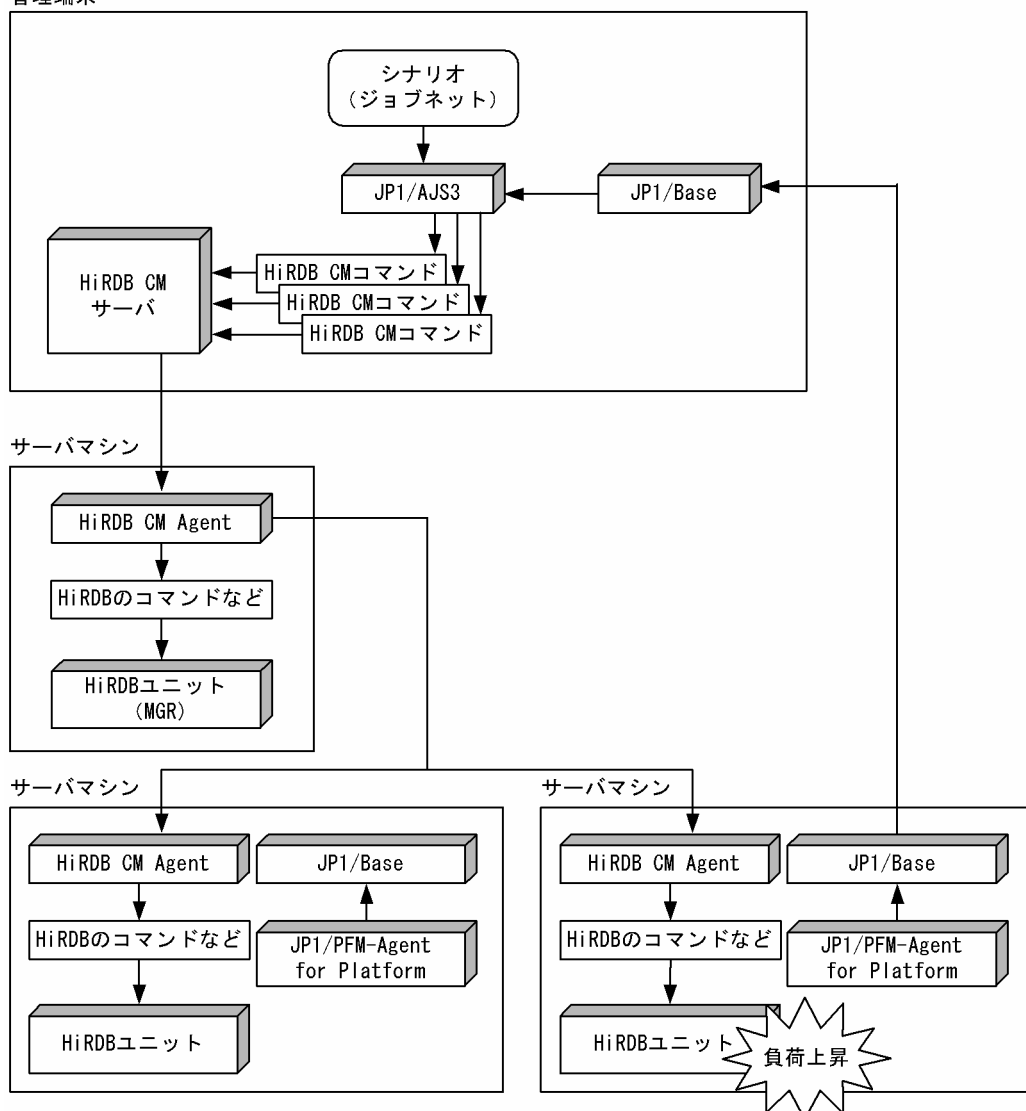 管理端末
シナリオ
(ジョブネット)
JP1/AJS3
JP1/Base
HiRDB CM
サーバ
HiRDB CMコマンド
HiRDB CMコマンド
HiRDB CMコマンド
サーバマシン
HiRDB CM Agent
HiRDBのコマンドなど
HiRDBユニット
(MGR)
サーバマシン
HiRDB CM Agent
JP1/Base
HiRDBのコマンドなど
JP1/PFM-Agent
for Platform
HiRDBユニット
サーバマシン
HiRDB CM Agent
JP1/Base
HiRDBのコマンドなど
JP1/PFM-Agent
for Platform
HiRDBユニット
負荷上昇